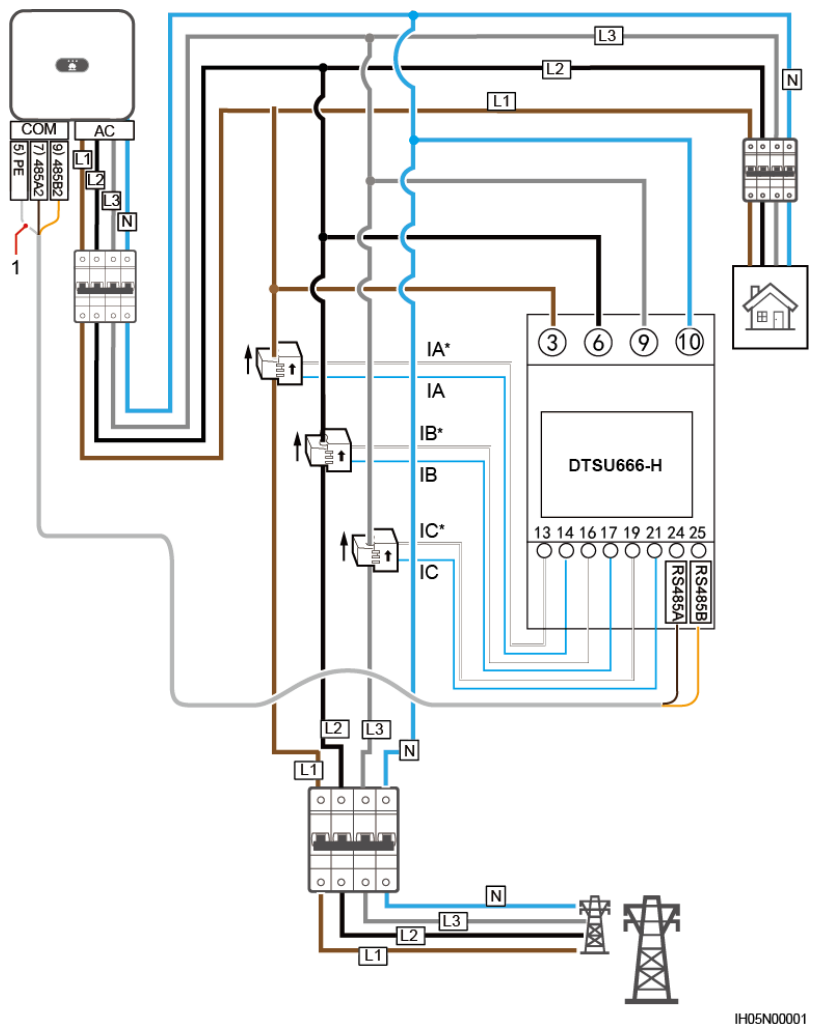 L3
L2
N
L1
COM
AC
5) PE
7) 485A2
9) 485B2
L1
L2
L3
N
1
3
6
9
10
IA*
IA
IB*
IB
IC*
IC
DTSU666-H
13 14 16 17 19 21 24 25
RS485A
RS485B
L2
L3
N
L1
N
L3
L2
L1
IH05N00001